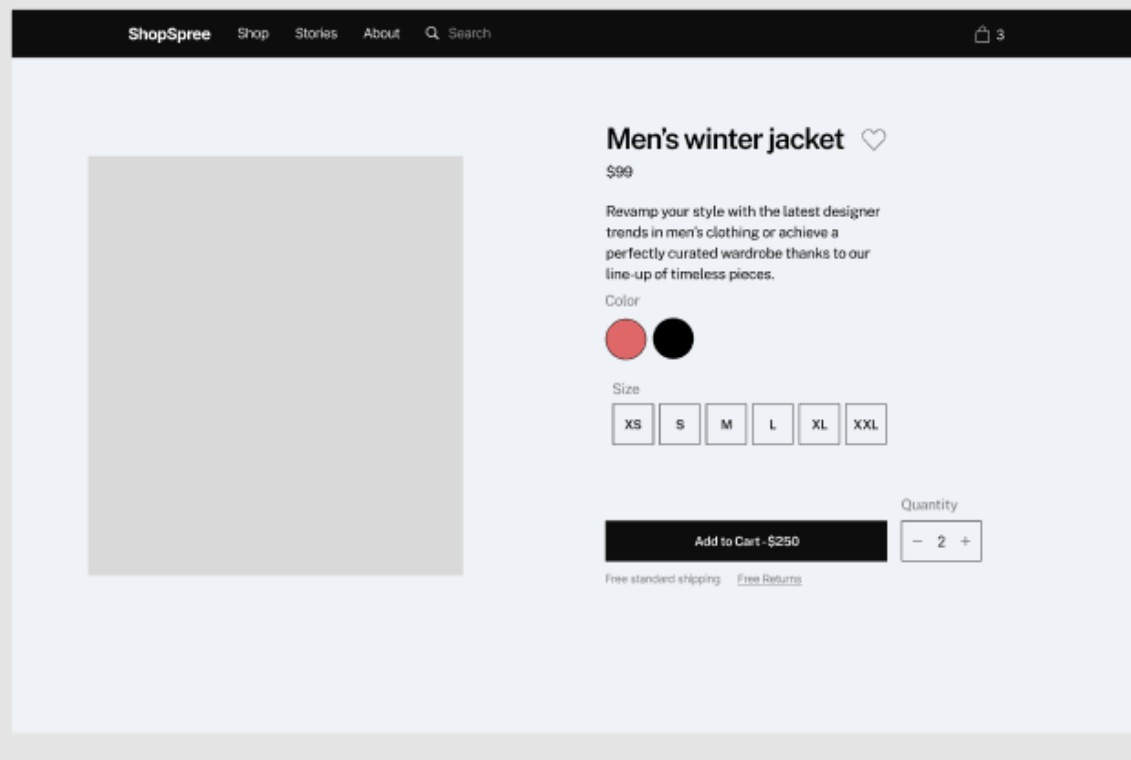 ShopSpree Shop Stories About Search 3
Men's winter jacket
$99
Revamp your style with the latest designer
trends in men's clothing or achieve a
perfectly curated wardrobe thanks to our
line-up of timeless pieces.
Color
Size
XS S M L XL XXL
Quantity
Add to Cart - $250 − 2 +
Free standard shipping Free Returns